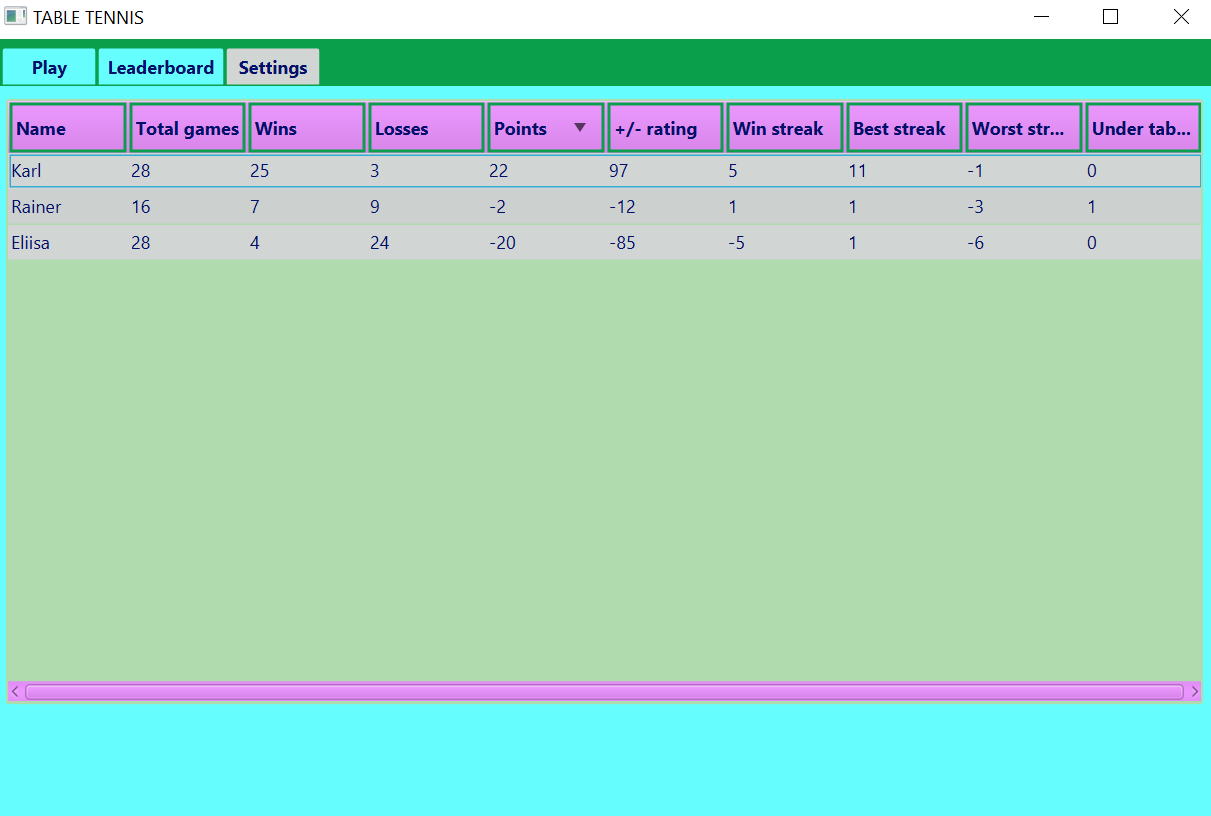 TABLE TENNIS
Play Leaderboard Settings
Name Total games Wins Losses Points +/- rating Win streak Best streak Worst str... Under tab...
Karl 28 25 3 22 97 5 11 -1 0
Rainer 16 7 9 -2 -12 1 1 -3 1
Eliisa 28 4 24 -20 -85 -5 1 -6 0